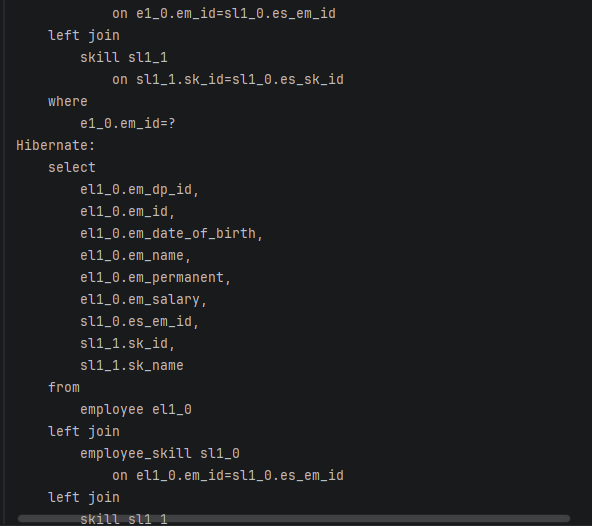 on e1_0.em_id=sl1_0.es_em_id
left join
skill sl1_1
on sl1_1.sk_id=sl1_0.es_sk_id
where
e1_0.em_id=?
Hibernate:
select
el1_0.em_dp_id,
el1_0.em_id,
el1_0.em_date_of_birth,
el1_0.em_name,
el1_0.em_permanent,
el1_0.em_salary,
sl1_0.es_em_id,
sl1_1.sk_id,
sl1_1.sk_name
from
employee el1_0
left join
employee_skill sl1_0
on el1_0.em_id=sl1_0.es_em_id
left join
skill sl1_1